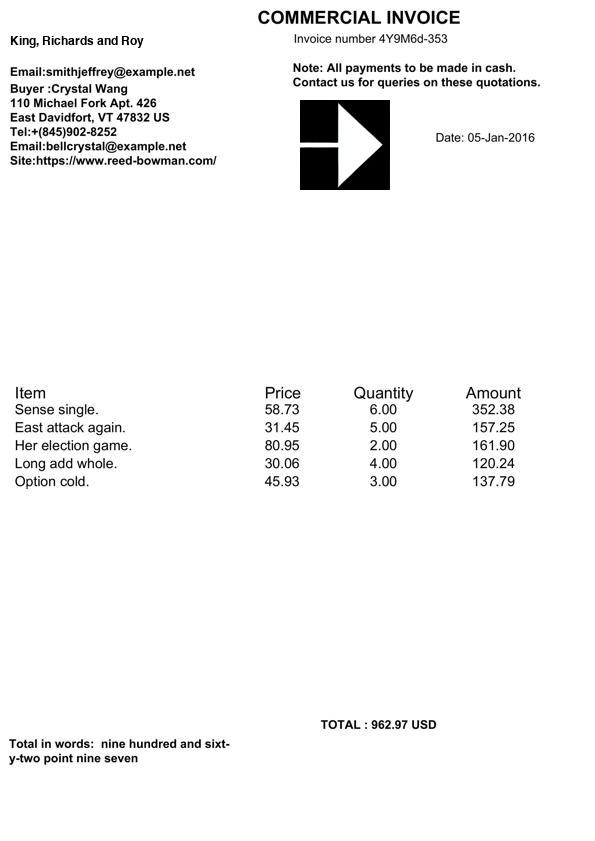 COMMERCIAL INVOICE
Invoice number 4Y9M6d-353
King, Richards and Roy
Email:smithjeffrey@example.net
Buyer :Crystal Wang
110 Michael Fork Apt. 426
East Davidfort, VT 47832 US
Tel:+(845)902-8252
Email:bellcrystal@example.net
Site:https://www.reed-bowman.com/
Note: All payments to be made in cash.
Contact us for queries on these quotations.
Date: 05-Jan-2016
Item Price Quantity Amount
Sense single. 58.73 6.00 352.38
East attack again. 31.45 5.00 157.25
Her election game. 80.95 2.00 161.90
Long add whole. 30.06 4.00 120.24
Option cold. 45.93 3.00 137.79
TOTAL : 962.97 USD
Total in words:  nine hundred and sixt-
y-two point nine seven